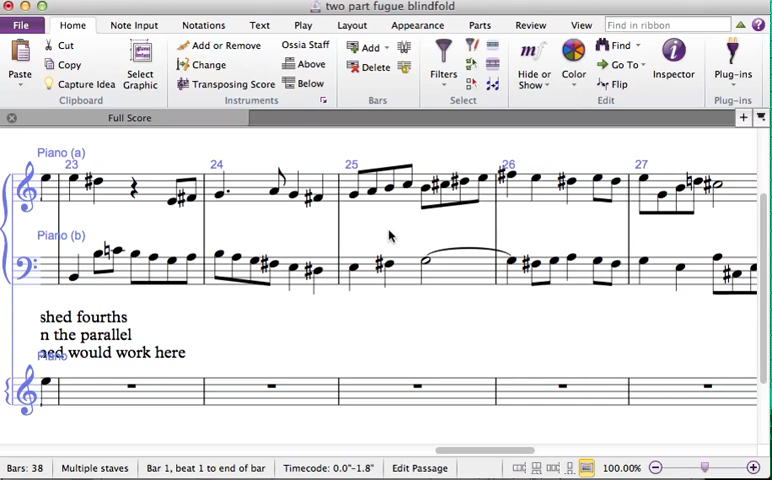 two part fugue blindfold
File Home Note Input Notations Text Play Layout Appearance Parts Review View Find in ribbon
Paste
Cut
Copy
Capture Idea
Select Graphic
Clipboard
Add or Remove
Change
Transposing Score
Ossia Staff
Above
Below
Instruments
Add
Delete
Bars
Filters
Select
Hide or Show
Color
Find
Go To
Flip
Edit
Inspector
Plug-ins
Plug-ins
Full Score
Piano (a)
23 24 25 26 27
Piano (b)
shed fourths
n the parallel
would work here
Piano
Bars: 38 Multiple staves Bar 1, beat 1 to end of bar Timecode: 0.0"-1.8" Edit Passage 100.00%